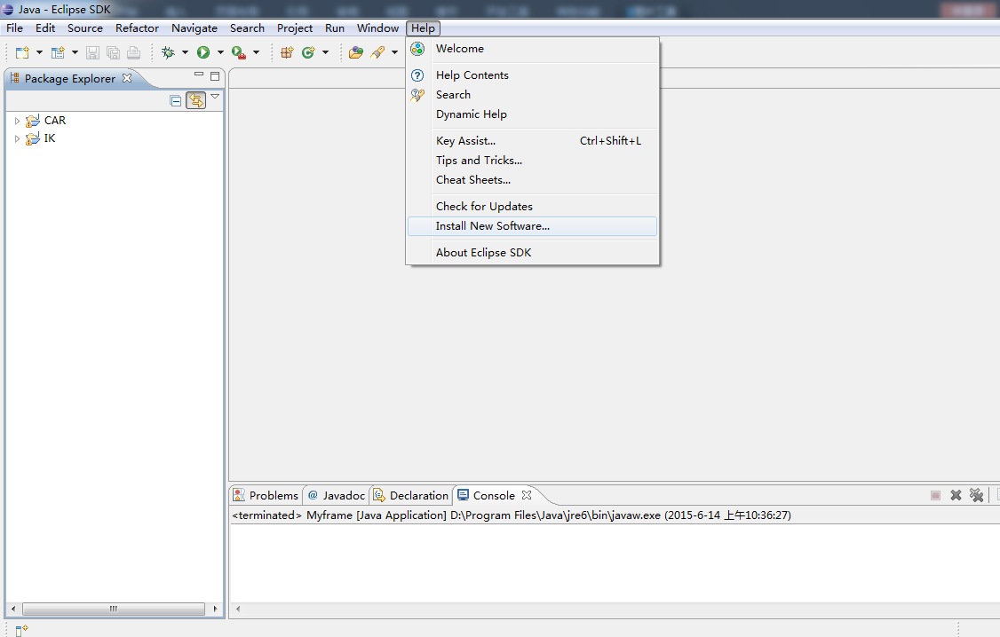 Java - Eclipse SDK
File Edit Source Refactor Navigate Search Project Run Window Help
Welcome
Help Contents
Search
Dynamic Help
Key Assist... Ctrl+Shift+L
Tips and Tricks...
Cheat Sheets...
Check for Updates
Install New Software...
About Eclipse SDK
Package Explorer
CAR
IK
Problems @ Javadoc Declaration Console
<terminated> Myframe [Java Application] D:\Program Files\Java\jre6\bin\javaw.exe (2015-6-14 上午10:36:27)